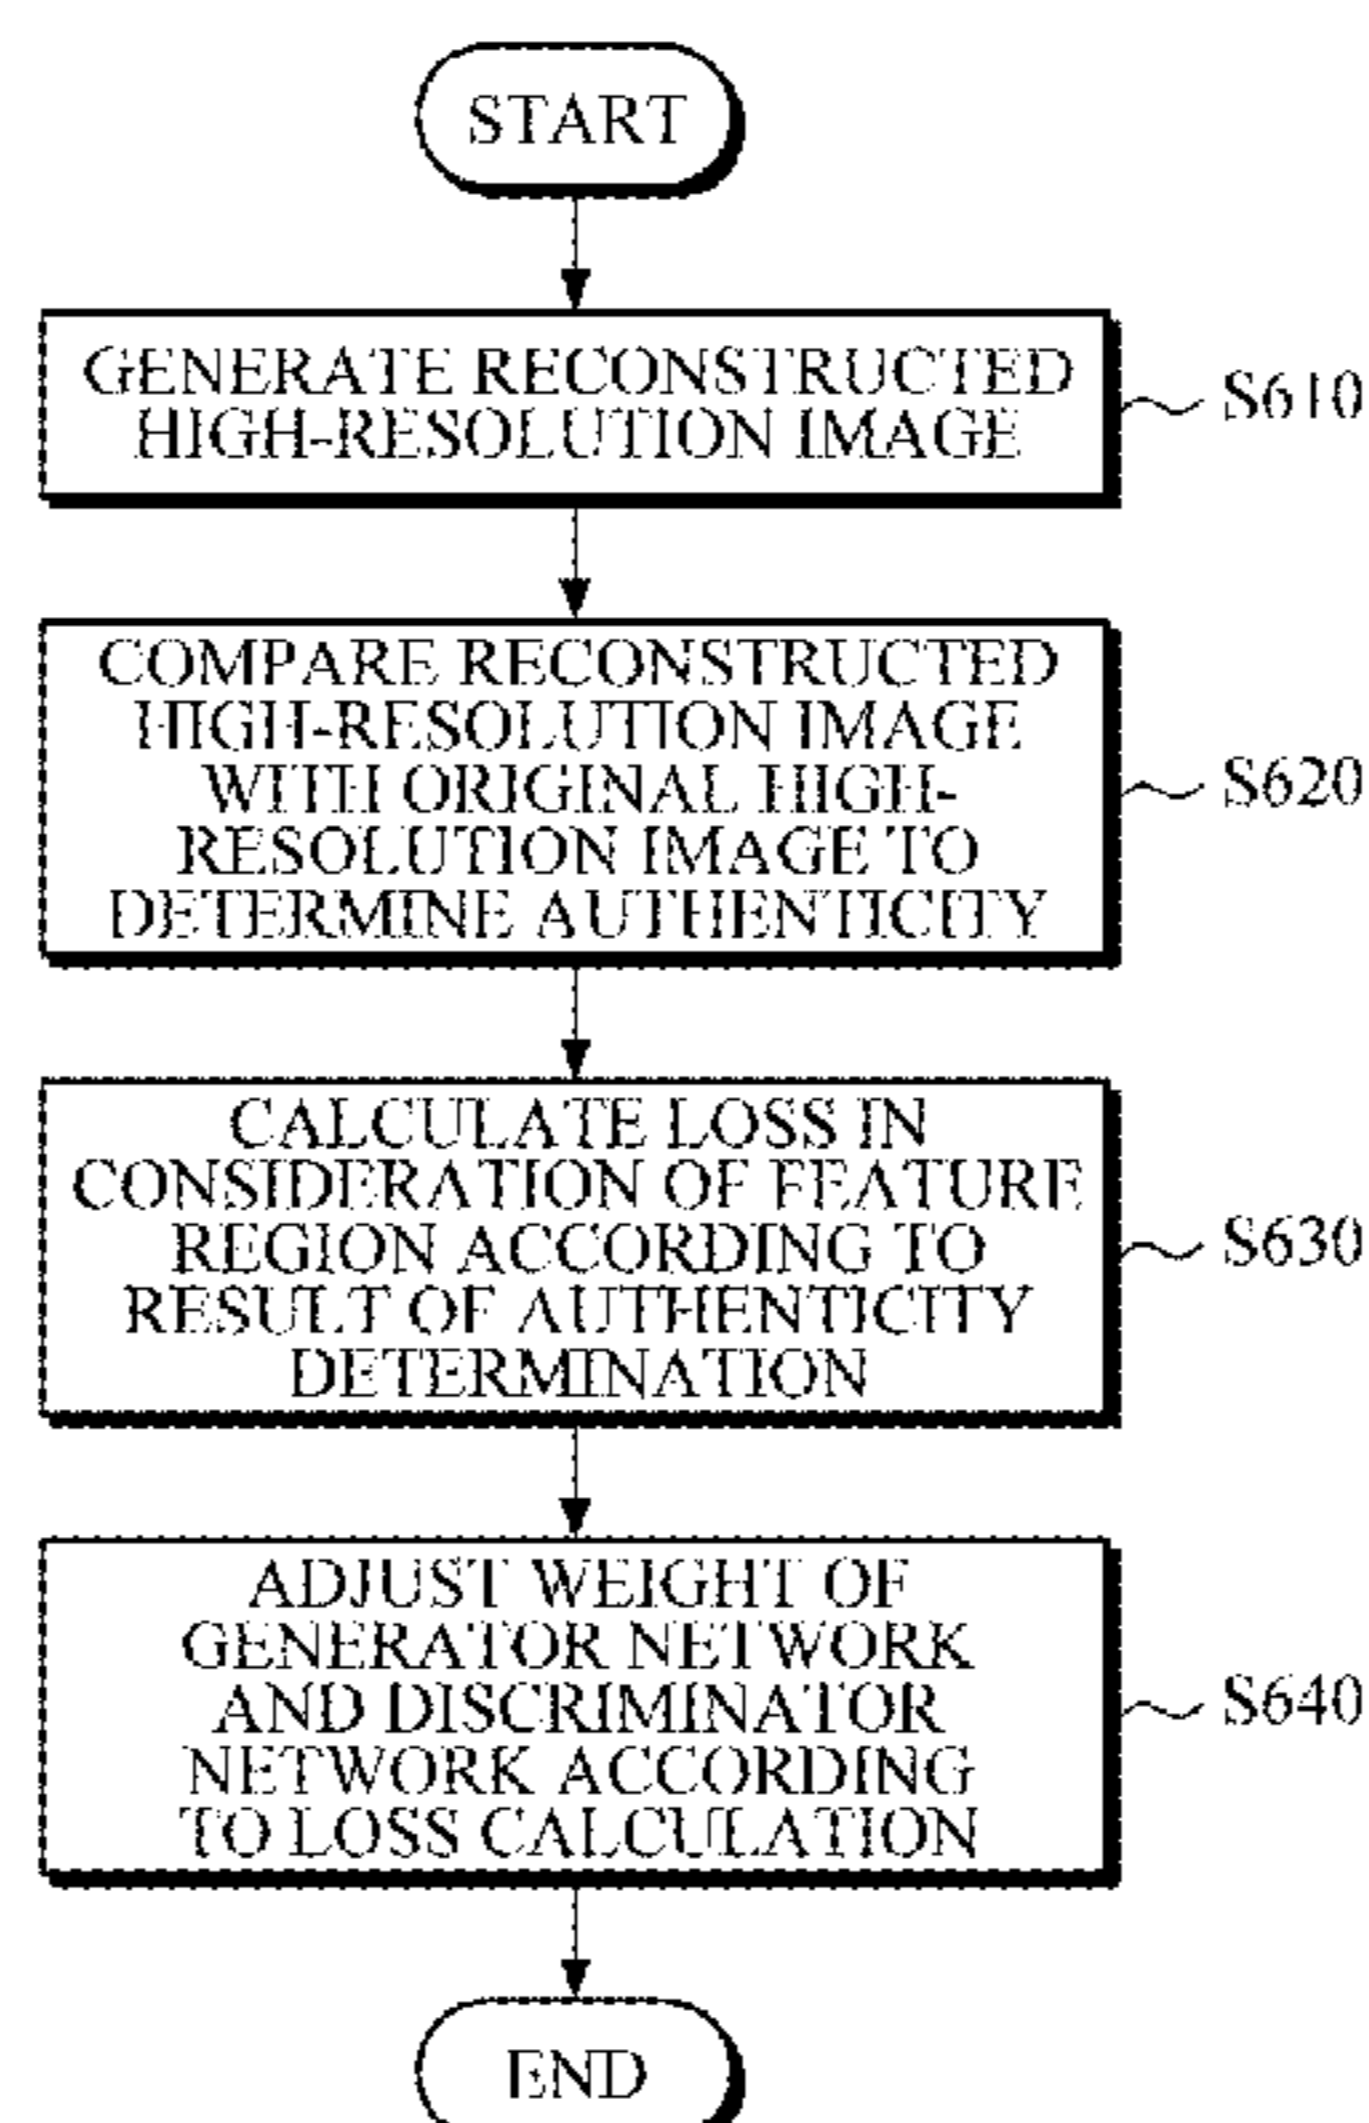 START
GENERATE RECONSTRUCTED
HIGH-RESOLUTION IMAGE
S610
COMPARE RECONSTRUCTED
HIGH-RESOLUTION IMAGE
WITH ORIGINAL HIGH-
RESOLUTION IMAGE TO
DETERMINE AUTHENTICITY
S620
CALCULATE LOSS IN
CONSIDERATION OF FEATURE
REGION ACCORDING TO
RESULT OF AUTHENTICITY
DETERMINATION
S630
ADJUST WEIGHT OF
GENERATOR NETWORK
AND DISCRIMINATOR
NETWORK ACCORDING
TO LOSS CALCULATION
S640
END